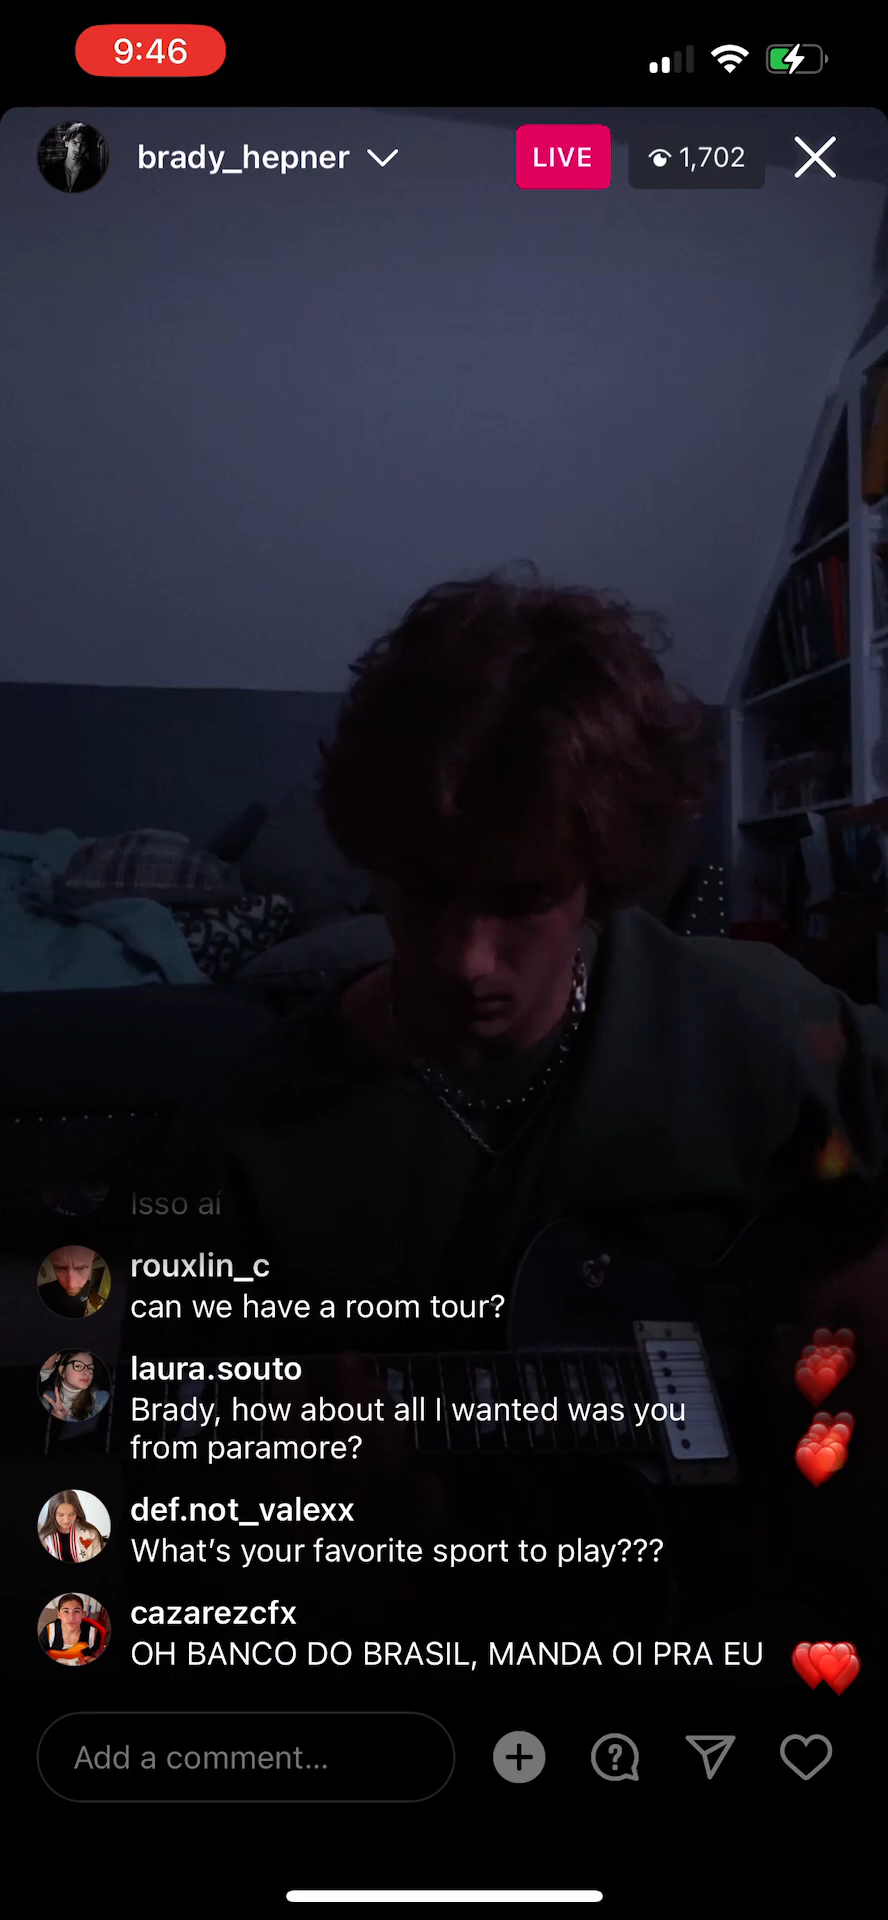 9:46
brady_hepner
LIVE
1,702
Isso aí
rouxlin_c
can we have a room tour?
laura.souto
Brady, how about all I wanted was you
from paramore?
def.not_valexx
What's your favorite sport to play???
cazarezcfx
OH BANCO DO BRASIL, MANDA OI PRA EU
Add a comment...